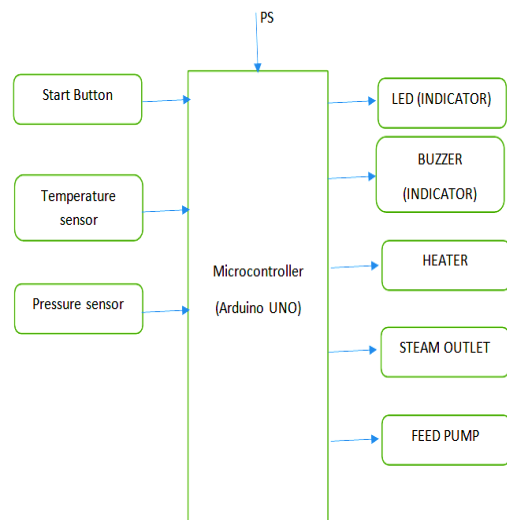 PS
Start Button
Temperature
sensor
Pressure sensor
Microcontroller
(Arduino UNO)
LED (INDICATOR)
BUZZER
(INDICATOR)
HEATER
STEAM OUTLET
FEED PUMP